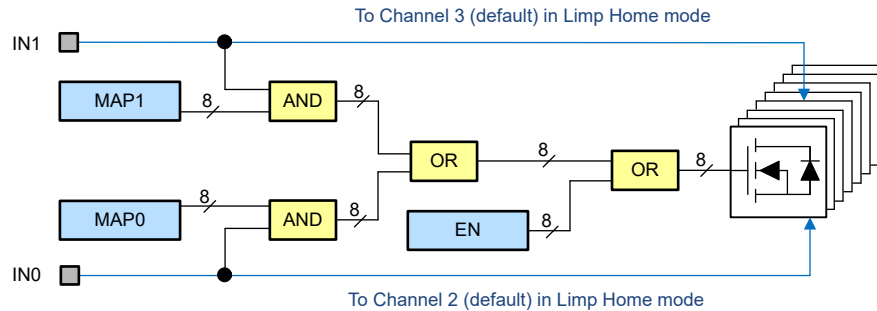 To Channel 3 (default) in Limp Home mode
IN1
MAP1
8
AND
8
OR
8
OR
8
MAP0
8
AND
8
EN
8
IN0
To Channel 2 (default) in Limp Home mode